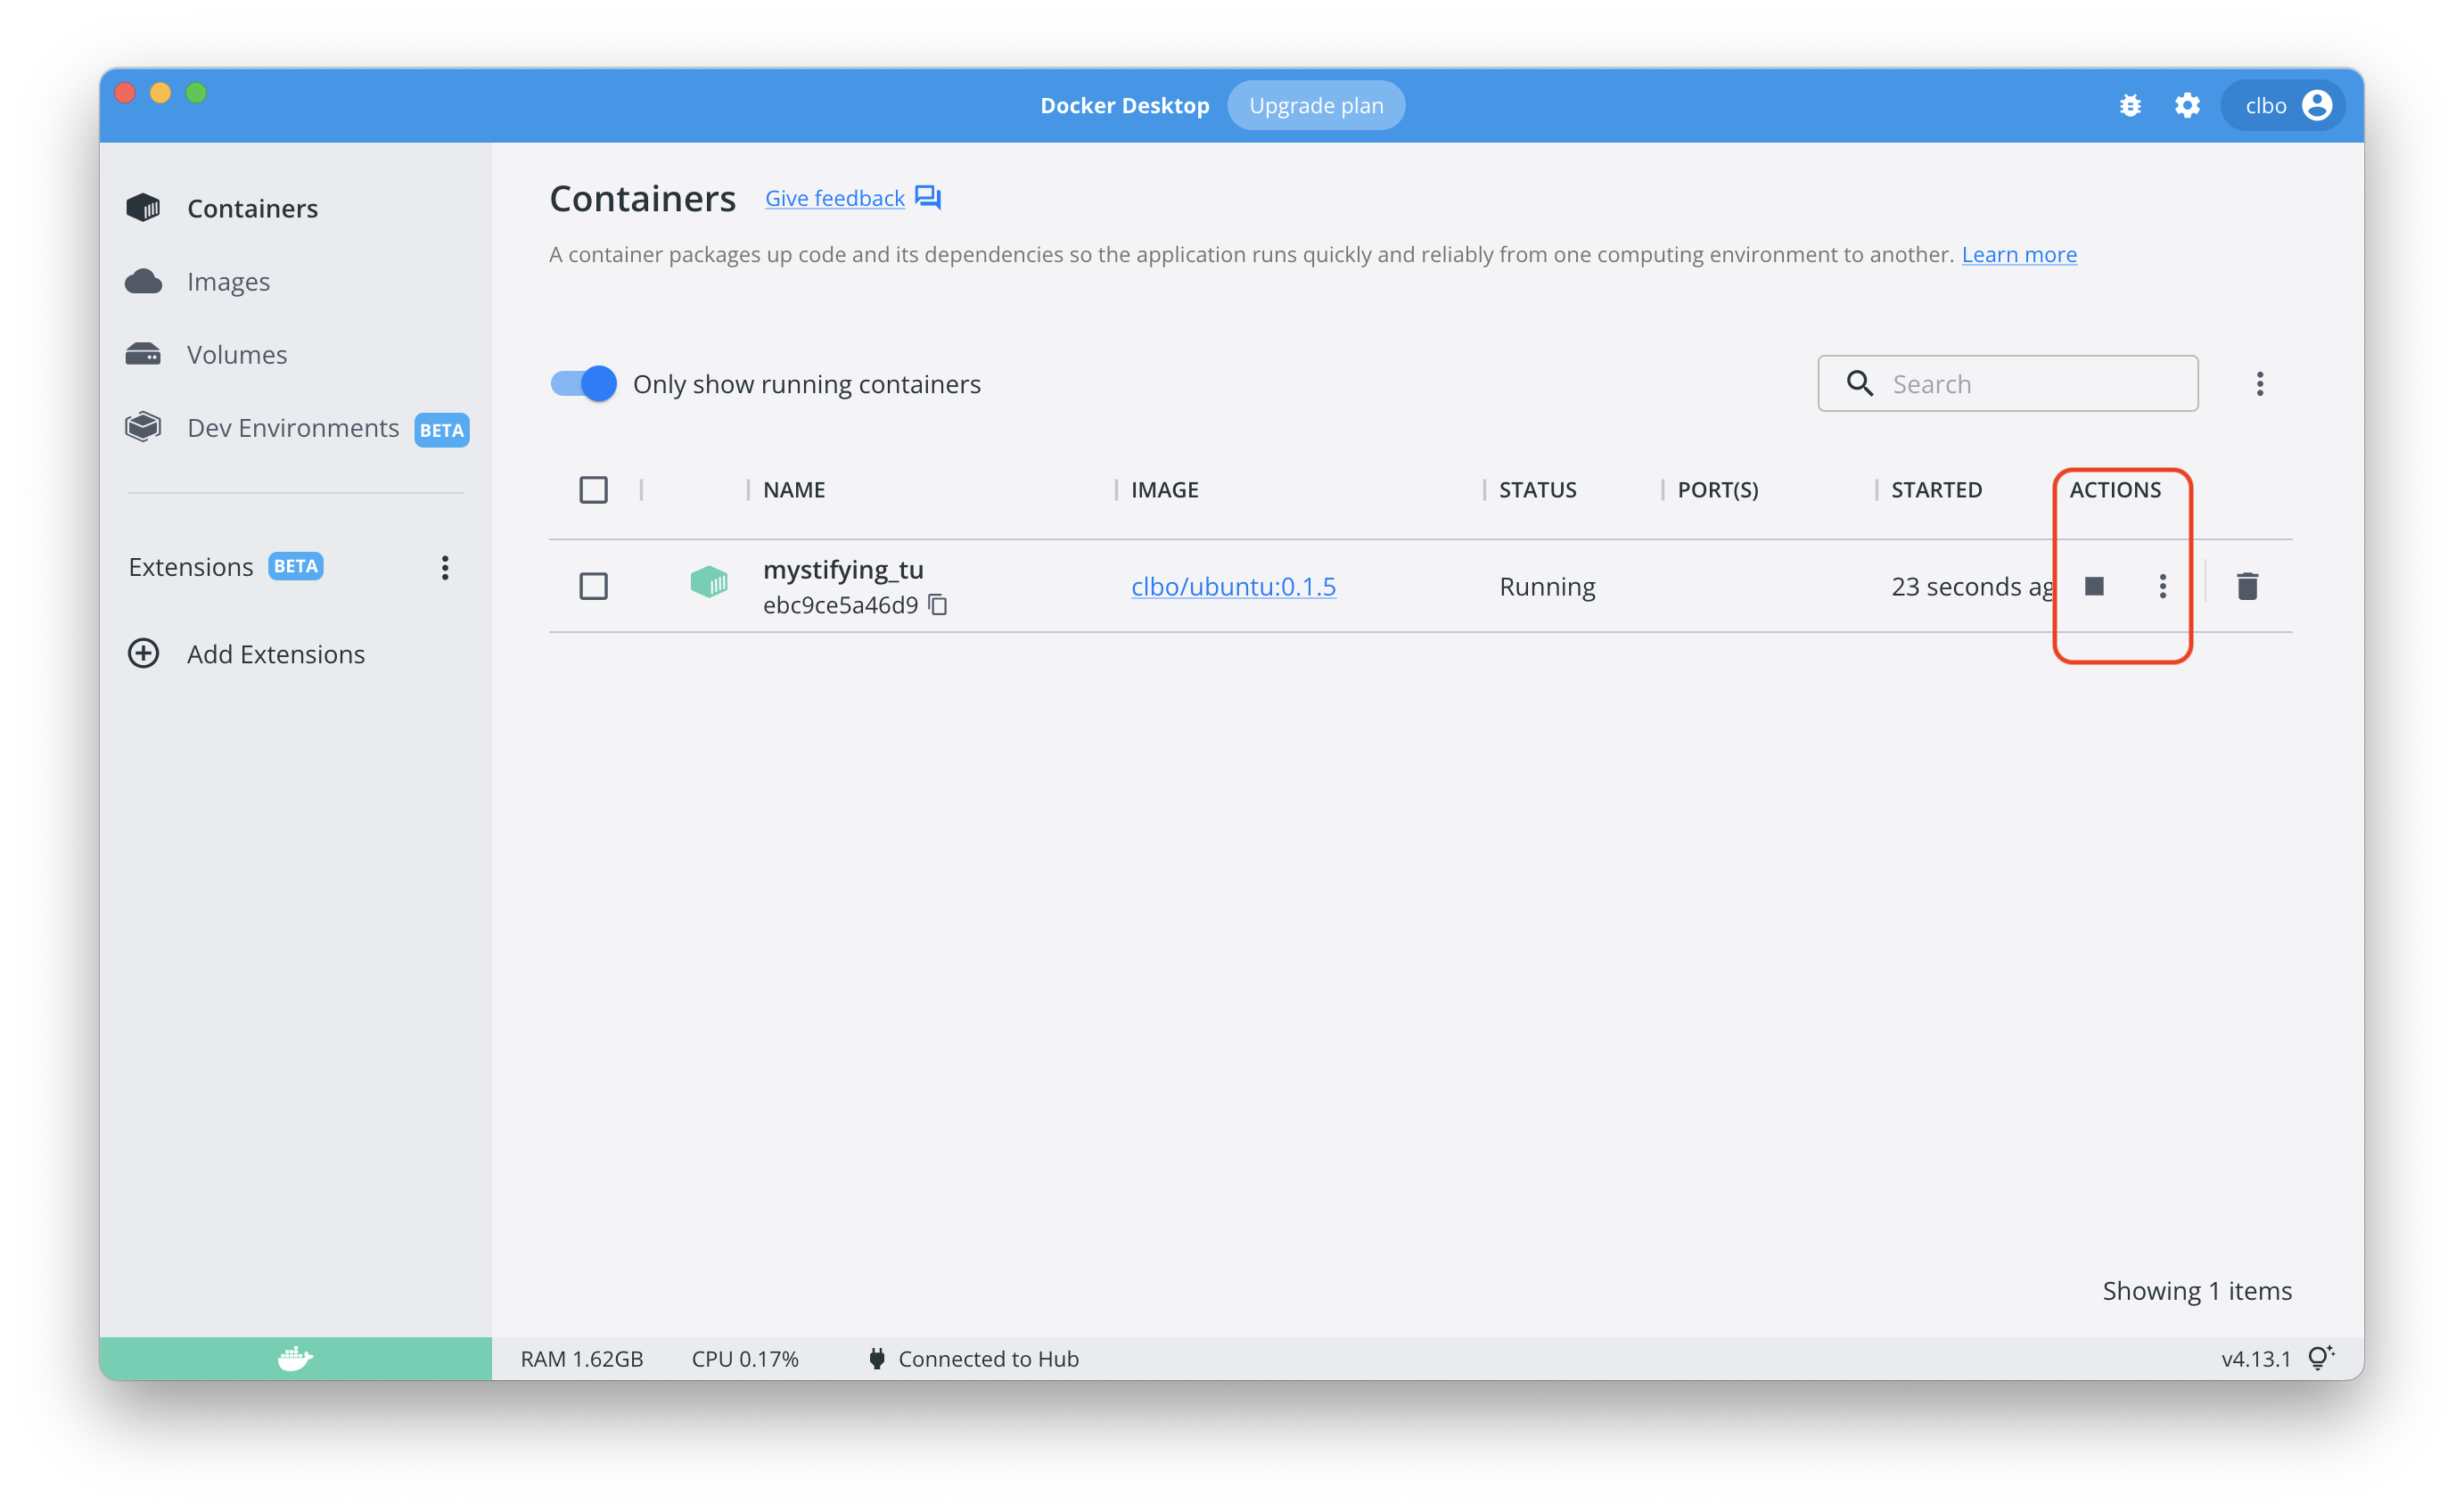 Docker Desktop Upgrade plan clbo
Containers
Images
Volumes
Dev Environments BETA
Extensions BETA
Add Extensions
Containers Give feedback
A container packages up code and its dependencies so the application runs quickly and reliably from one computing environment to another. Learn more
Only show running containers Search
NAME IMAGE STATUS PORT(S) STARTED ACTIONS
mystifying_tu clbo/ubuntu:0.1.5 Running 23 seconds ag
ebc9ce5a46d9
Showing 1 items
RAM 1.62GB CPU 0.17% Connected to Hub v4.13.1